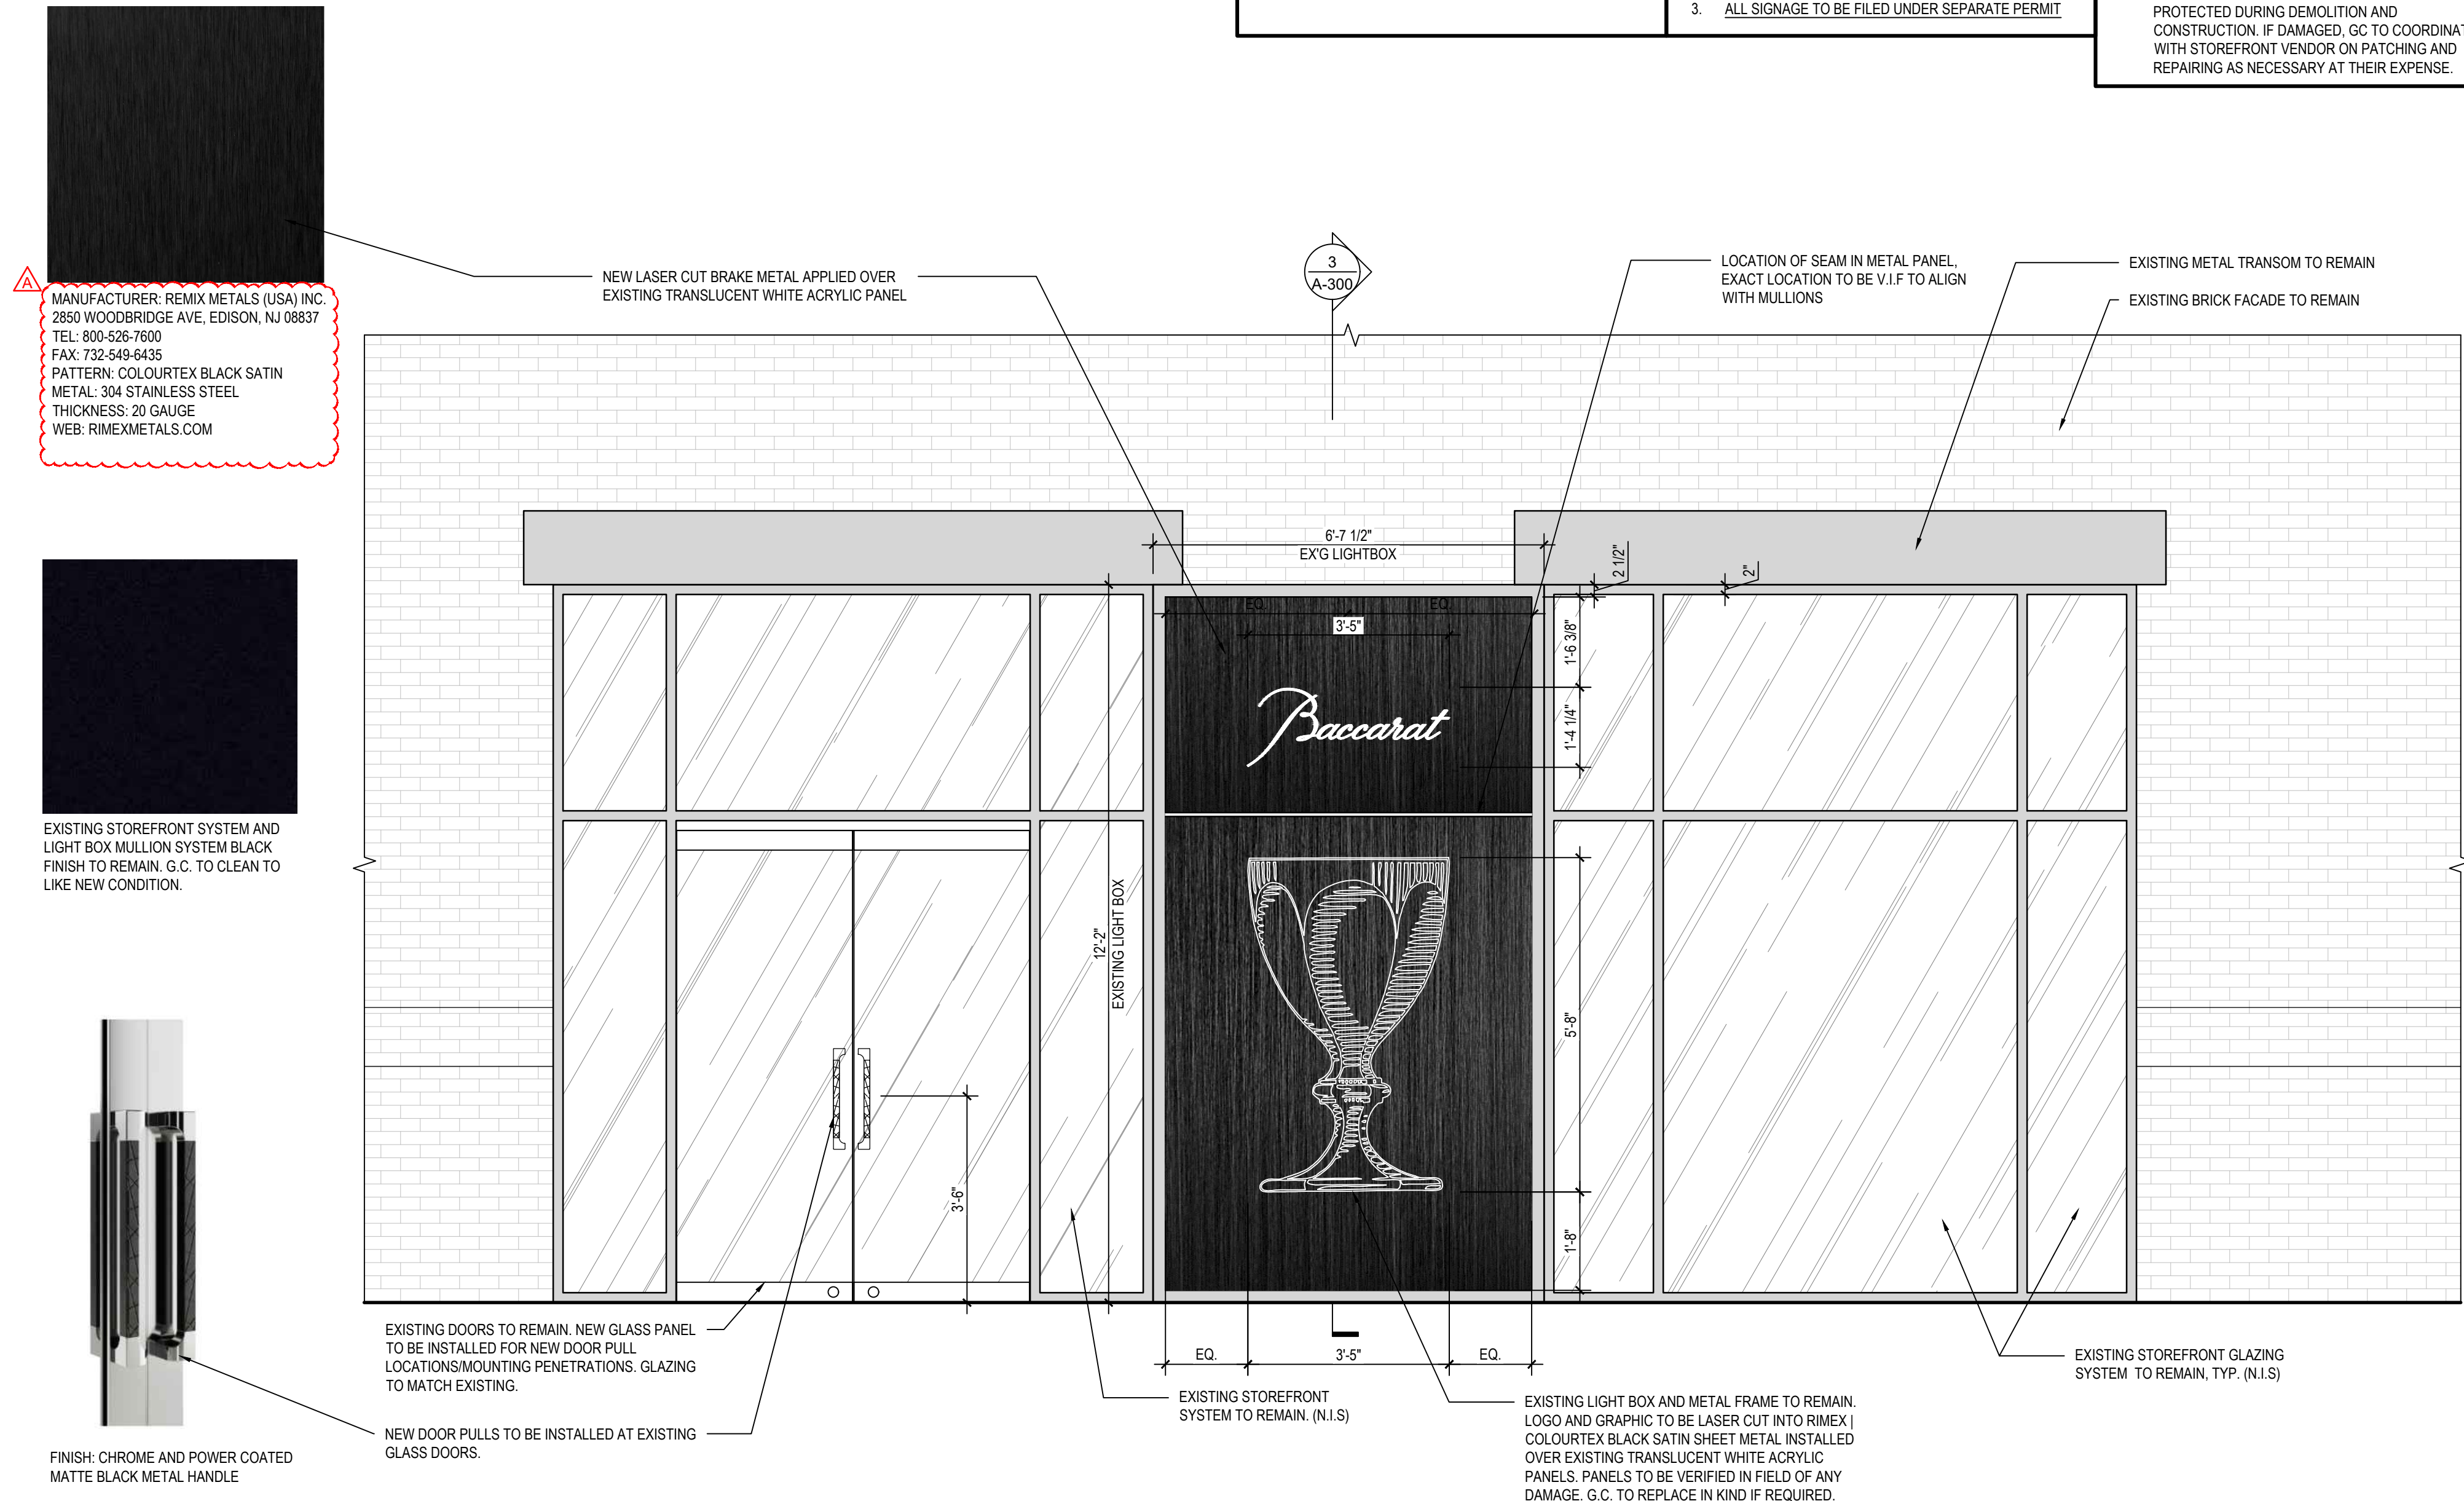 3. ALL SIGNAGE TO BE FILED UNDER SEPARATE PERMIT
PROTECTED DURING DEMOLITION AND
CONSTRUCTION. IF DAMAGED, GC TO
WITH STOREFRONT VENDOR ON PATCHING AND
REPAIRING AS NECESSARY AT THEIR EXPENSE.
A
MANUFACTURER: REMIX METALS (USA) INC.
2850 WOODBRIDGE AVE, EDISON, NJ 08837
TEL: 800-526-7600
FAX: 732-549-6435
PATTERN: COLOURTEX BLACK SATIN
METAL: 304 STAINLESS STEEL
THICKNESS: 20 GAUGE
WEB: RIMEXMETALS.COM
NEW LASER CUT BRAKE METAL APPLIED OVER
EXISTING TRANSLUCENT WHITE ACRYLIC PANEL
3
A-300
LOCATION OF SEAM IN METAL PANEL,
EXACT LOCATION TO BE V.I.F TO ALIGN
WITH MULLIONS
EXISTING METAL TRANSOM TO REMAIN
EXISTING BRICK FACADE TO REMAIN
6'-7 1/2"
EX'G LIGHTBOX
2 1/2"
2"
EQ.
EQ.
3'-5"
1'-6 3/8"
1'-4 1/4"
Baccarat
EXISTING STOREFRONT SYSTEM AND
LIGHT BOX MULLION SYSTEM BLACK
FINISH TO REMAIN. G.C. TO CLEAN TO
LIKE NEW CONDITION.
12'-2"
EXISTING LIGHT BOX
5'-8"
3'-6"
1'-8"
EQ.
3'-5"
EQ.
EXISTING DOORS TO REMAIN. NEW GLASS PANEL
TO BE INSTALLED FOR NEW DOOR PULL
LOCATIONS/MOUNTING PENETRATIONS. GLAZING
TO MATCH EXISTING.
NEW DOOR PULLS TO BE INSTALLED AT EXISTING
GLASS DOORS.
EXISTING STOREFRONT
SYSTEM TO REMAIN. (N.I.S)
EXISTING LIGHT BOX AND METAL FRAME TO REMAIN.
LOGO AND GRAPHIC TO BE LASER CUT INTO RIMEX |
COLOURTEX BLACK SATIN SHEET METAL INSTALLED
OVER EXISTING TRANSLUCENT WHITE ACRYLIC
PANELS. PANELS TO BE VERIFIED IN FIELD OF ANY
DAMAGE. G.C. TO REPLACE IN KIND IF REQUIRED.
EXISTING STOREFRONT GLAZING
SYSTEM TO REMAIN, TYP. (N.I.S)
FINISH: CHROME AND POWER COATED
MATTE BLACK METAL HANDLE